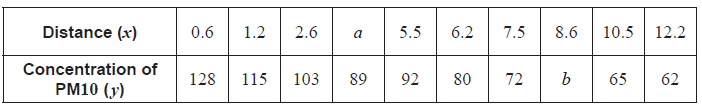 Distance (x) 0.6 1.2 2.6 a 5.5 6.2 7.5 8.6 10.5 12.2
Concentration of PM10 (y) 128 115 103 89 92 80 72 b 65 62